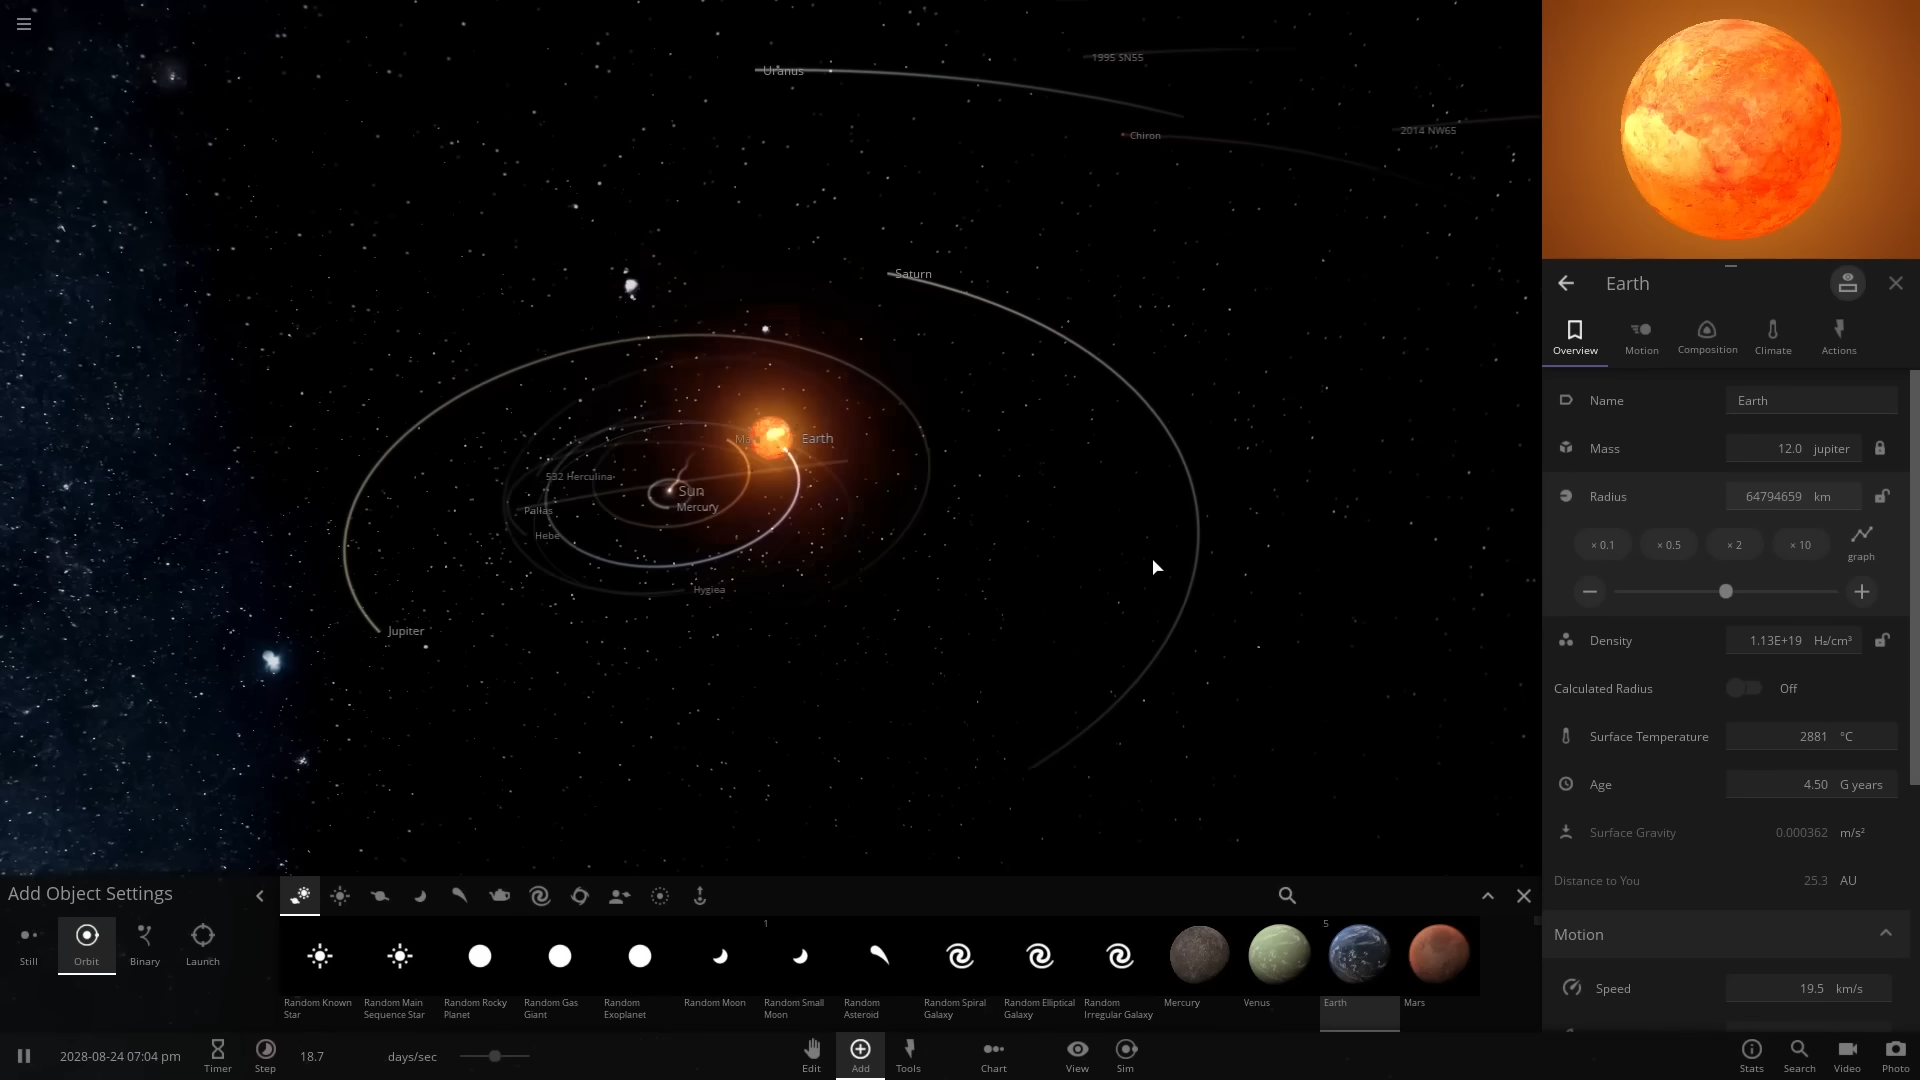 Uranus
1995 SN55
Chiron
2014 NW65
Saturn
Earth
532 Herculina
Sun
Mercury
Pallas
Hebe
Hygiea
Jupiter
Earth
Overview
Motion
Composition
Climate
Actions
Name
Earth
Mass
12.0 jupiter
Radius
64794659 km
× 0.1
× 0.5
× 2
× 10
graph
Density
1.13E+19 H₂/cm³
Calculated Radius
Off
Surface Temperature
2881 °C
Age
4.50 G years
Surface Gravity
0.000362 m/s²
Distance to You
25.3 AU
Motion
Speed
19.5 km/s
Add Object Settings
Still
Orbit
Binary
Launch
1
5
Random Known
Star
Random Main
Sequence Star
Random Rocky
Planet
Random Gas
Giant
Random
Exoplanet
Random Moon
Random Small
Moon
Random
Asteroid
Random Spiral
Galaxy
Random Elliptical
Galaxy
Random
Irregular Galaxy
Mercury
Venus
Earth
Mars
2028-08-24 07:04 pm
Timer
Step
18.7
days/sec
Edit
Add
Tools
Chart
View
Sim
Stats
Search
Video
Photo